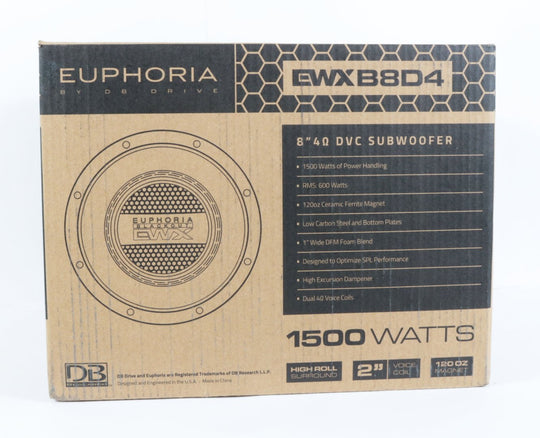 EUPHORIA
BY DB DRIVE
EWXB8D4
8"4Ω DVC SUBWOOFER
• 1500 Watts of Power Handling
• RMS: 600 Watts
• 120oz Ceramic Ferrite Magnet
• Low Carbon Steel and Bottom Plates
• 1" Wide DFM Foam Blend
• Designed to Optimize SPL Performance
• High Excursion Dampener
• Dual 4Ω Voice Coils
EUPHORIA
BLACKOUT
EWX
1500 WATTS
DB
DB Drive and Euphoria are Registered Trademarks of DB Research L.L.P.
Designed and Engineered in the U.S.A. Made in China
HIGH ROLL
SURROUND
2"
VOICE
COIL
120 OZ
MAGNET